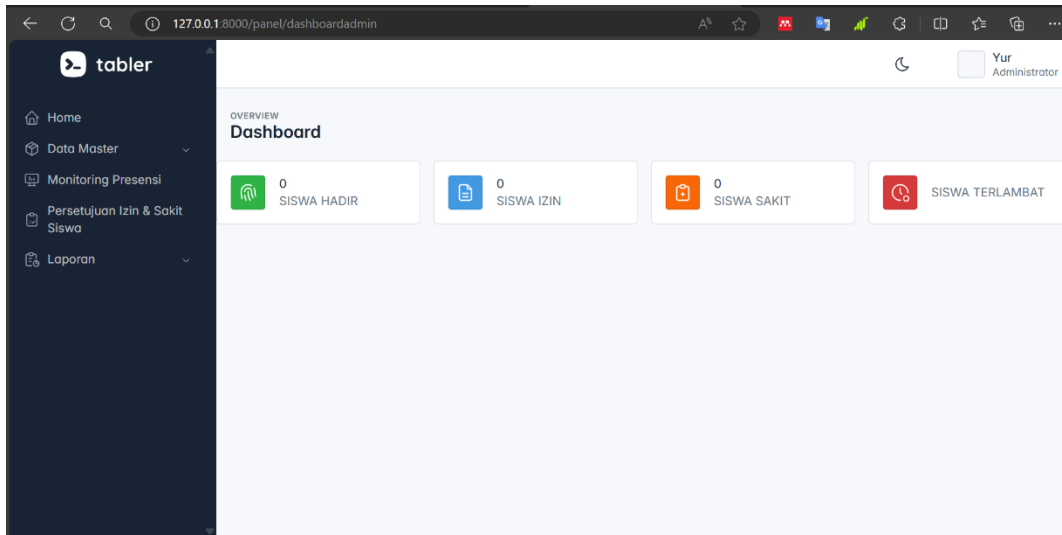 127.0.0.1:8000/panel/dashboardadmin
tabler
Yur
Administrator
Home
Data Master
Monitoring Presensi
Persetujuan Izin & Sakit
Siswa
Laporan
OVERVIEW
Dashboard
0
SISWA HADIR
0
SISWA IZIN
0
SISWA SAKIT
SISWA TERLAMBAT